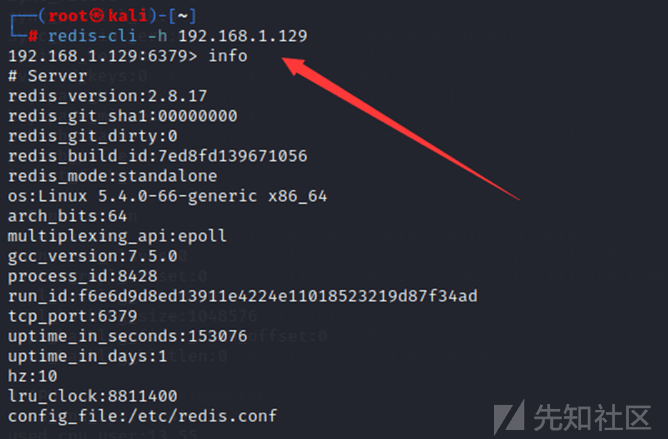 ┌──(root㉿kali)-[~]
└─# redis-cli -h 192.168.1.129
192.168.1.129:6379> info
# Server
redis_version:2.8.17
redis_git_sha1:00000000
redis_git_dirty:0
redis_build_id:7ed8fd139671056
redis_mode:standalone
os:Linux 5.4.0-66-generic x86_64
arch_bits:64
multiplexing_api:epoll
gcc_version:7.5.0
process_id:8428
run_id:f6e6d9d8ed13911e4224e11018523219d87f34ad
tcp_port:6379
uptime_in_seconds:153076
uptime_in_days:1
hz:10
lru_clock:8811400
config_file:/etc/redis.conf
先知社区